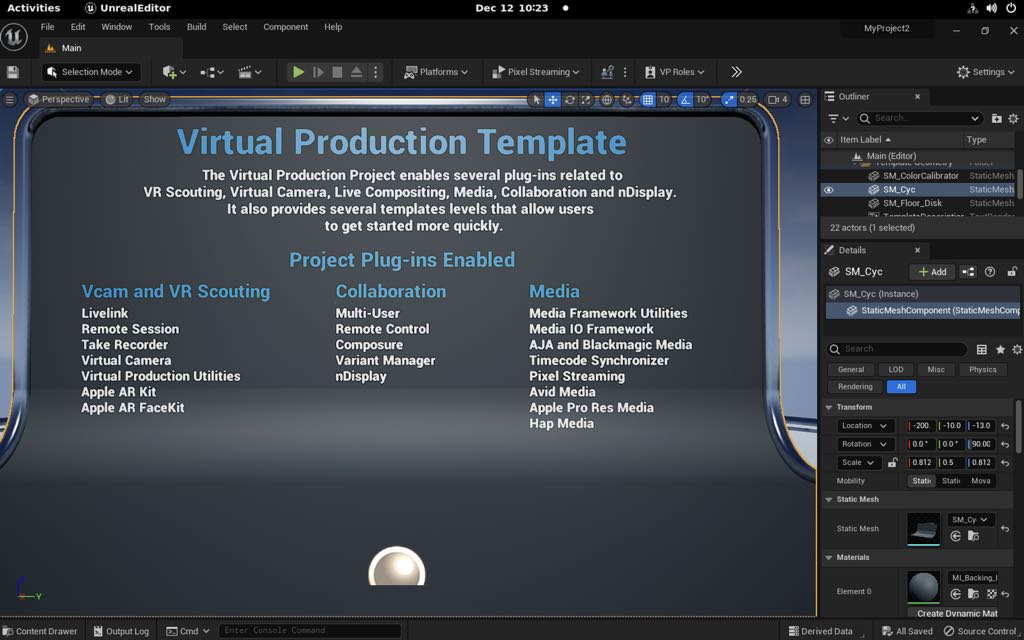 Activities
UnrealEditor
Dec 12 10:23
File Edit Window Tools Build Select Component Help
MyProject2
Main
Selection Mode
Platforms
Pixel Streaming
VP Roles
Settings
Perspective Lit Show
10 10° 0.25 4
Virtual Production Template
The Virtual Production Project enables several plug-ins related to
VR Scouting, Virtual Camera, Live Compositing, Media, Collaboration and nDisplay.
It also provides several templates levels that allow users
to get started more quickly.
Project Plug-ins Enabled
Vcam and VR Scouting
Livelink
Remote Session
Take Recorder
Virtual Camera
Virtual Production Utilities
Apple AR Kit
Apple AR FaceKit
Collaboration
Multi-User
Remote Control
Composure
Variant Manager
nDisplay
Media
Media Framework Utilities
Media IO Framework
AJA and Blackmagic Media
Timecode Synchronizer
Pixel Streaming
Avid Media
Apple Pro Res Media
Hap Media
Y
Outliner
Search...
Item Label Type
Main (Editor)
SM_ColorCalibrator StaticMesh
SM_Cyc StaticMesh
SM_Floor_Disk StaticMesh
22 actors (1 selected)
Details
SM_Cyc
Add
SM_Cyc (Instance)
StaticMeshComponent (StaticMeshComp
Search
General LOD Misc Physics
Rendering All
Transform
Location -200. -10.0 -13.0
Rotation 0.0 ° 0.0 ° 90.00
Scale 0.812 0.5 0.812
Mobility Static Static Mova
Static Mesh
Static Mesh
SM_Cy
Materials
Element 0
MI_Backing_
Create Dynamic Mat
Content Drawer
Output Log
Cmd
Enter Console Command
Derived Data
All Saved
Source Control